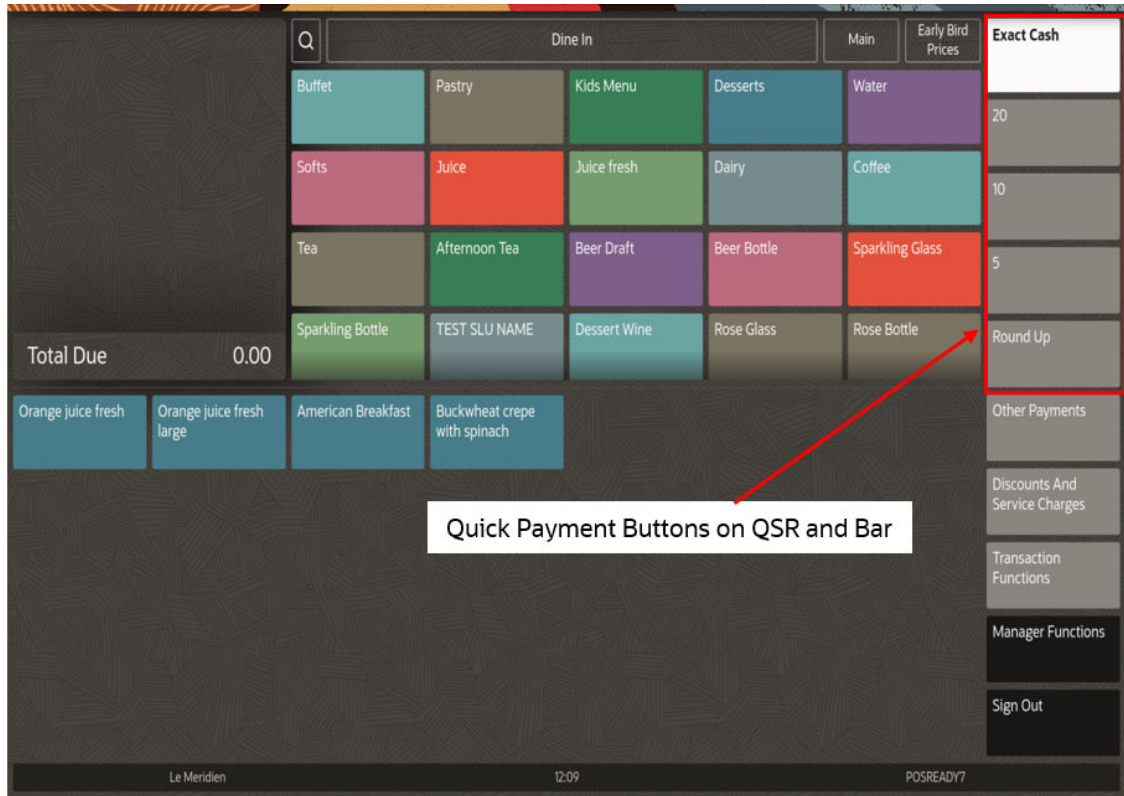 Dine In
Main
Early Bird
Prices
Exact Cash
Buffet
Pastry
Kids Menu
Desserts
Water
20
Softs
Juice
Juice fresh
Dairy
Coffee
10
Tea
Afternoon Tea
Beer Draft
Beer Bottle
Sparkling Glass
5
Sparkling Bottle
TEST SLU NAME
Dessert Wine
Rose Glass
Rose Bottle
Round Up
Total Due 0.00
Orange juice fresh
Orange juice fresh
large
American Breakfast
Buckwheat crepe
with spinach
Other Payments
Discounts And
Service Charges
Quick Payment Buttons on QSR and Bar
Transaction
Functions
Manager Functions
Sign Out
Le Meridien
12:09
POSREADY7